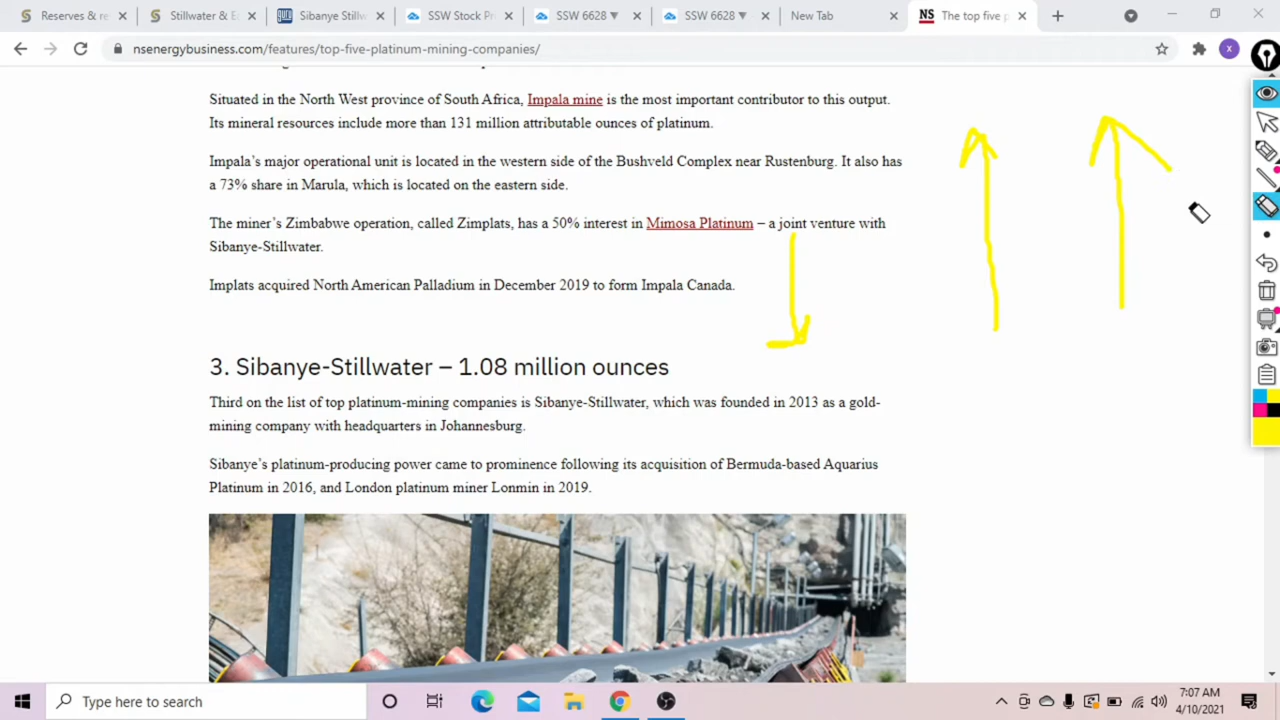 Reserves & re
Stillwater & E
Sibanye Stillw
SSW Stock Pr
SSW 6628 ▼
SSW 6628 ▼
New Tab
NS The top five p
nsenergybusiness.com/features/top-five-platinum-mining-companies/
X
Situated in the North West province of South Africa, Impala mine is the most important contributor to this output.
Its mineral resources include more than 131 million attributable ounces of platinum.
Impala’s major operational unit is located in the western side of the Bushveld Complex near Rustenburg. It also has
a 73% share in Marula, which is located on the eastern side.
The miner’s Zimbabwe operation, called Zimplats, has a 50% interest in Mimosa Platinum – a joint venture with
Sibanye-Stillwater.
Implats acquired North American Palladium in December 2019 to form Impala Canada.
3. Sibanye-Stillwater – 1.08 million ounces
Third on the list of top platinum-mining companies is Sibanye-Stillwater, which was founded in 2013 as a gold-
mining company with headquarters in Johannesburg.
Sibanye’s platinum-producing power came to prominence following its acquisition of Bermuda-based Aquarius
Platinum in 2016, and London platinum miner Lonmin in 2019.
Type here to search
7:07 AM
4/10/2021